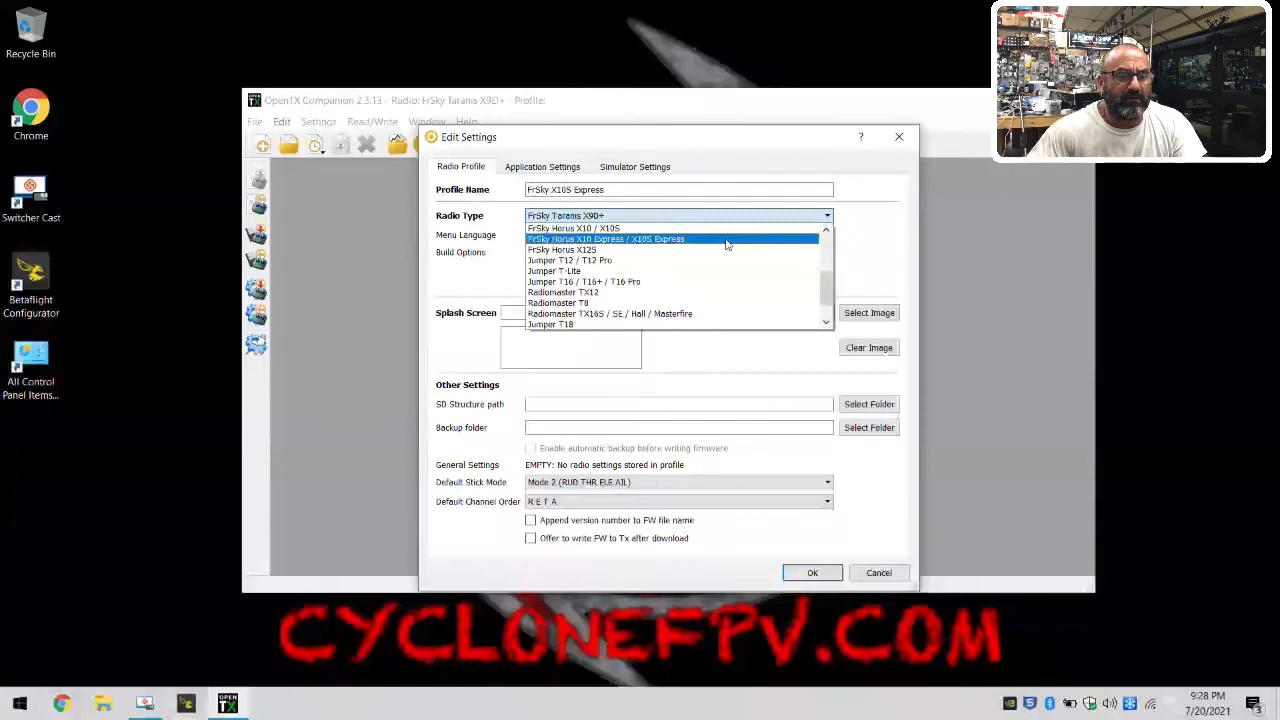 Recycle Bin
Chrome
Switcher Cast
Betaflight
Configurator
All Control
Panel Items...
OpenTX Companion 2.3.13 - Radio: FrSky Taranis X9D+ - Profile:
File Edit Settings Read/Write Window Help
Edit Settings
Radio Profile Application Settings Simulator Settings
Profile Name FrSky X10S Express
Radio Type FrSky Taranis X9D+
FrSky Horus X10 / X10S
Menu Language FrSky Horus X10 Express / X10S Express
Build Options FrSky Horus X12S
Jumper T12 / T12 Pro
Jumper T-Lite
Jumper T16 / T16+ / T16 Pro
Radiomaster TX12
Radiomaster T8
Splash Screen Radiomaster TX16S / SE / Hall / Masterfire Select Image
Jumper T18
Clear Image
Other Settings
SD Structure path Select Folder
Backup folder Select Folder
Enable automatic backup before writing firmware
General Settings EMPTY: No radio settings stored in profile
Default Stick Mode Mode 2 (RUD THR ELE AIL)
Default Channel Order R E T A
Append version number to FW file name
Offer to write FW to Tx after download
OK Cancel
CYCLONEFPV.COM
OPEN
TX
9:28 PM
7/20/2021
3